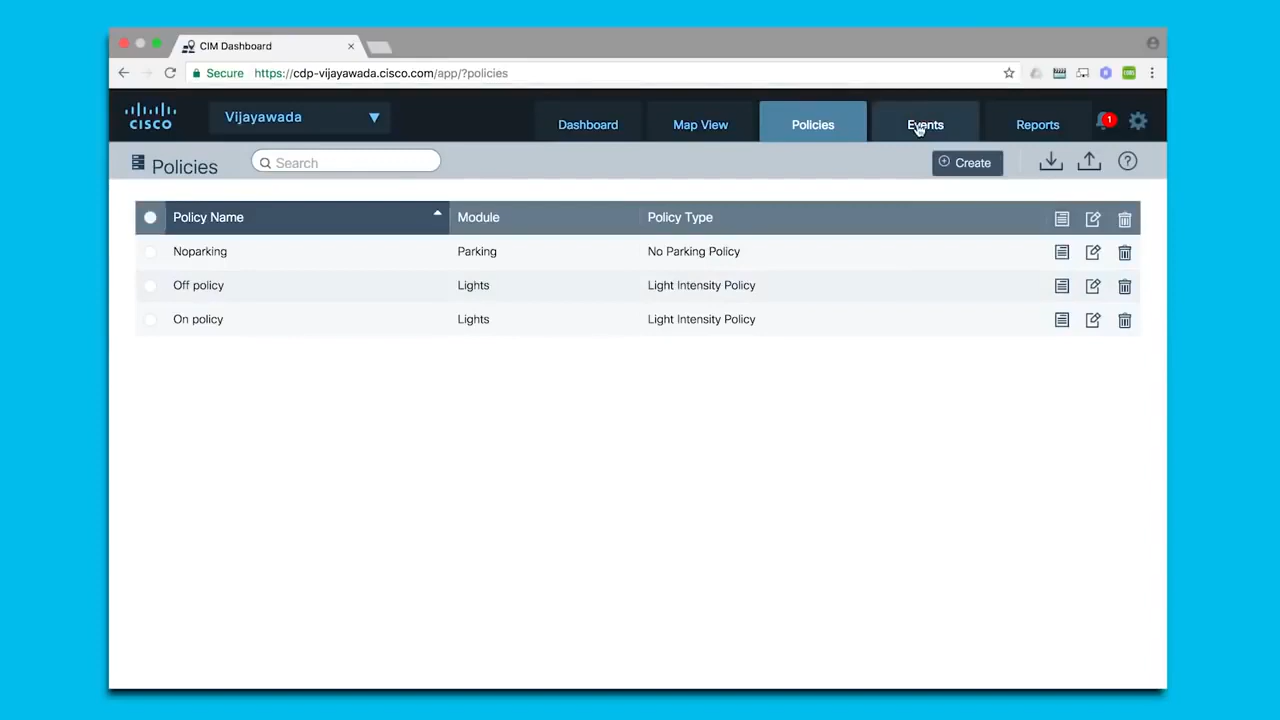 CIM Dashboard
Secure https://cdp-vijayawada.cisco.com/app/?policies
CISCO
Vijayawada
Dashboard
Map View
Policies
Events
Reports
1
Policies
Search
Create
Policy Name Module Policy Type
Noparking Parking No Parking Policy
Off policy Lights Light Intensity Policy
On policy Lights Light Intensity Policy